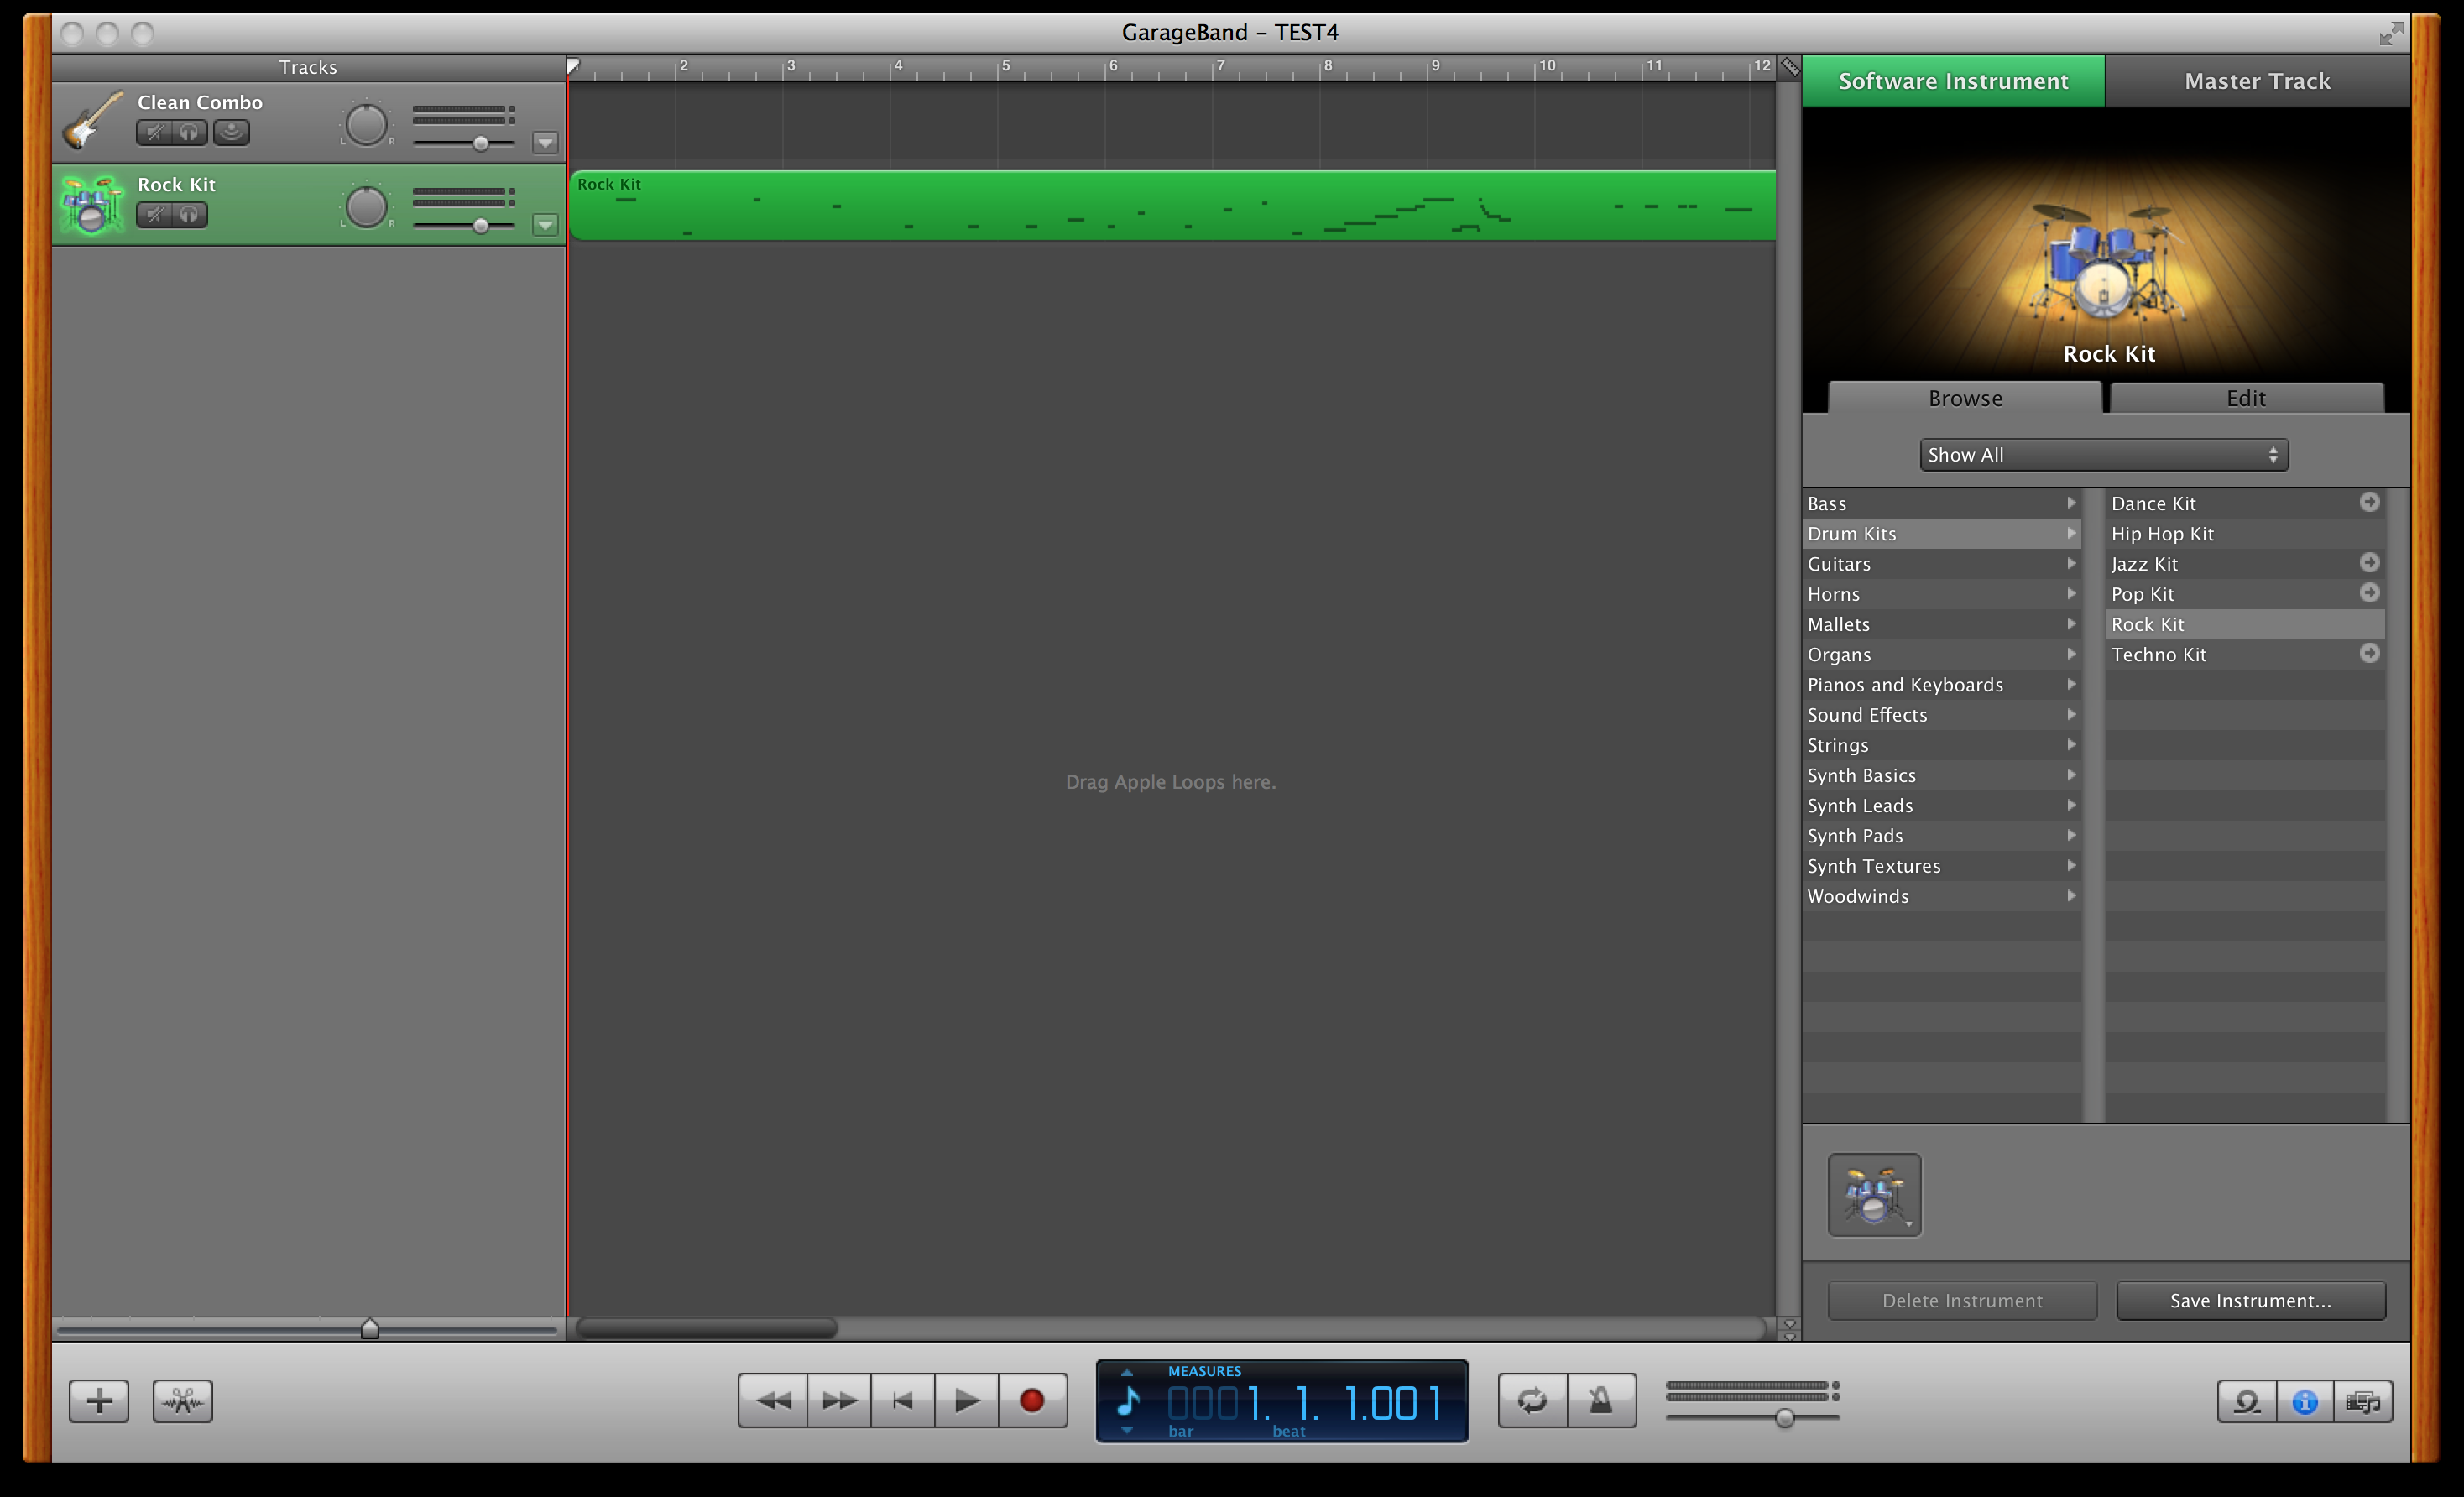 GarageBand – TEST4
Tracks
2 3 4 5 6 7 8 9 10 11 12
Software Instrument
Master Track
Clean Combo
L R
Rock Kit
L R
Rock Kit
Rock Kit
Browse
Edit
Show All
Bass
Drum Kits
Guitars
Horns
Mallets
Organs
Pianos and Keyboards
Sound Effects
Strings
Synth Basics
Synth Leads
Synth Pads
Synth Textures
Woodwinds
Dance Kit
Hip Hop Kit
Jazz Kit
Pop Kit
Rock Kit
Techno Kit
Drag Apple Loops here.
Delete Instrument
Save Instrument...
MEASURES
0001. 1. 1.001
bar beat